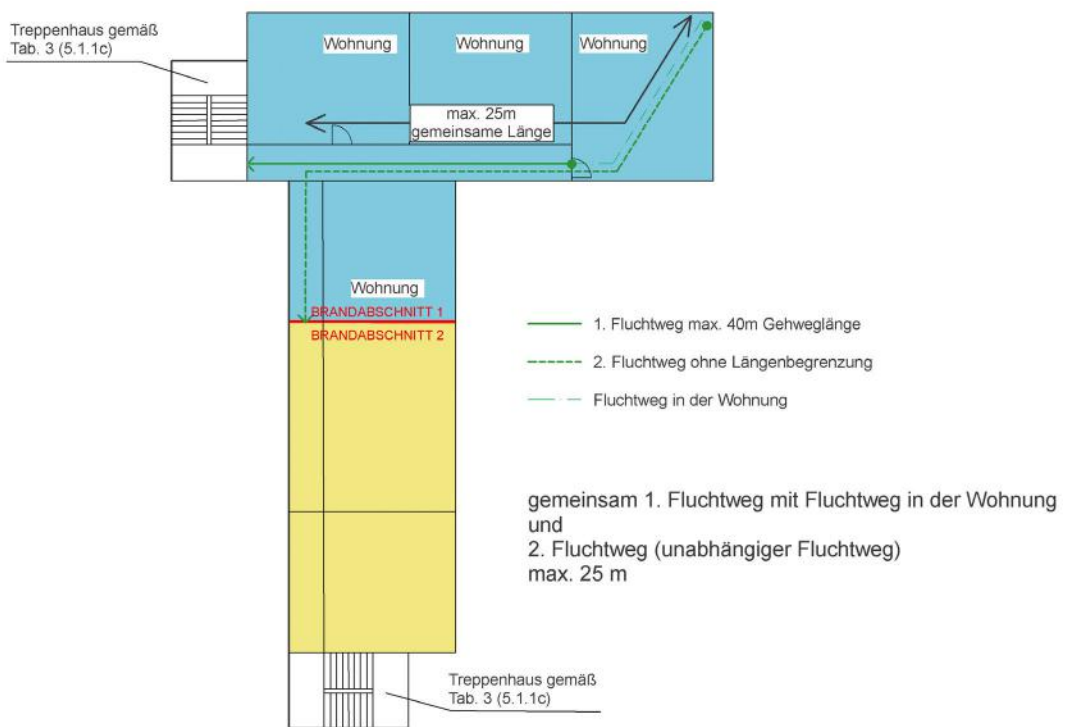 Treppenhaus gemäß
Tab. 3 (5.1.1c)
Wohnung
Wohnung
Wohnung
max. 25m
gemeinsame Länge
Wohnung
BRANDABSCHNITT 1
BRANDABSCHNITT 2
1. Fluchtweg max. 40m Gehweglänge
2. Fluchtweg ohne Längenbegrenzung
Fluchtweg in der Wohnung
gemeinsam 1. Fluchtweg mit Fluchtweg in der Wohnung
und
2. Fluchtweg (unabhängiger Fluchtweg)
max. 25 m
Treppenhaus gemäß
Tab. 3 (5.1.1c)